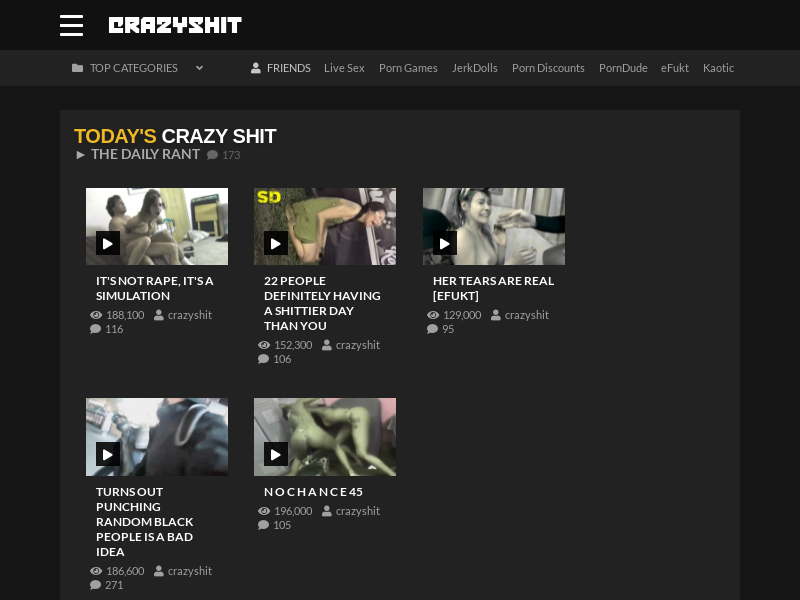 CRAZYSHIT
TOP CATEGORIES
FRIENDS Live Sex Porn Games JerkDolls Porn Discounts PornDude eFukt Kaotic
TODAY'S CRAZY SHIT
► THE DAILY RANT 173
IT'S NOT RAPE, IT'S A
SIMULATION
188,100 crazyshit
116
SD
22 PEOPLE
DEFINITELY HAVING
A SHITTIER DAY
THAN YOU
152,300 crazyshit
106
HER TEARS ARE REAL
[EFUKT]
129,000 crazyshit
95
TURNS OUT
PUNCHING
RANDOM BLACK
PEOPLE IS A BAD
IDEA
186,600 crazyshit
271
N O C H A N C E 45
196,000 crazyshit
105